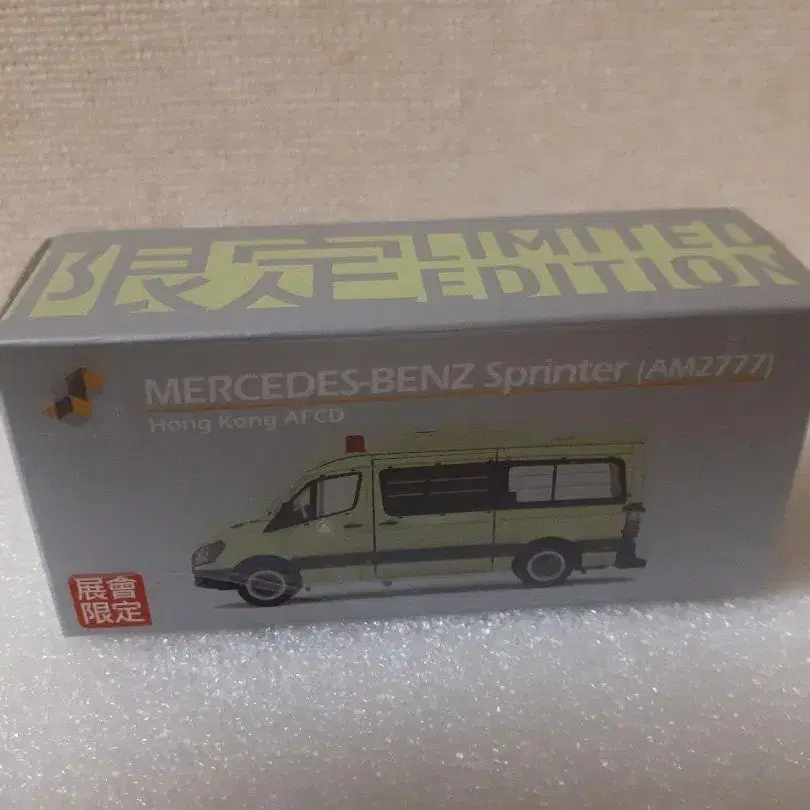 限定 LIMITED
EDITION
MERCEDES-BENZ Sprinter (AM2777)
Hong Kong AFCD
展會
限定